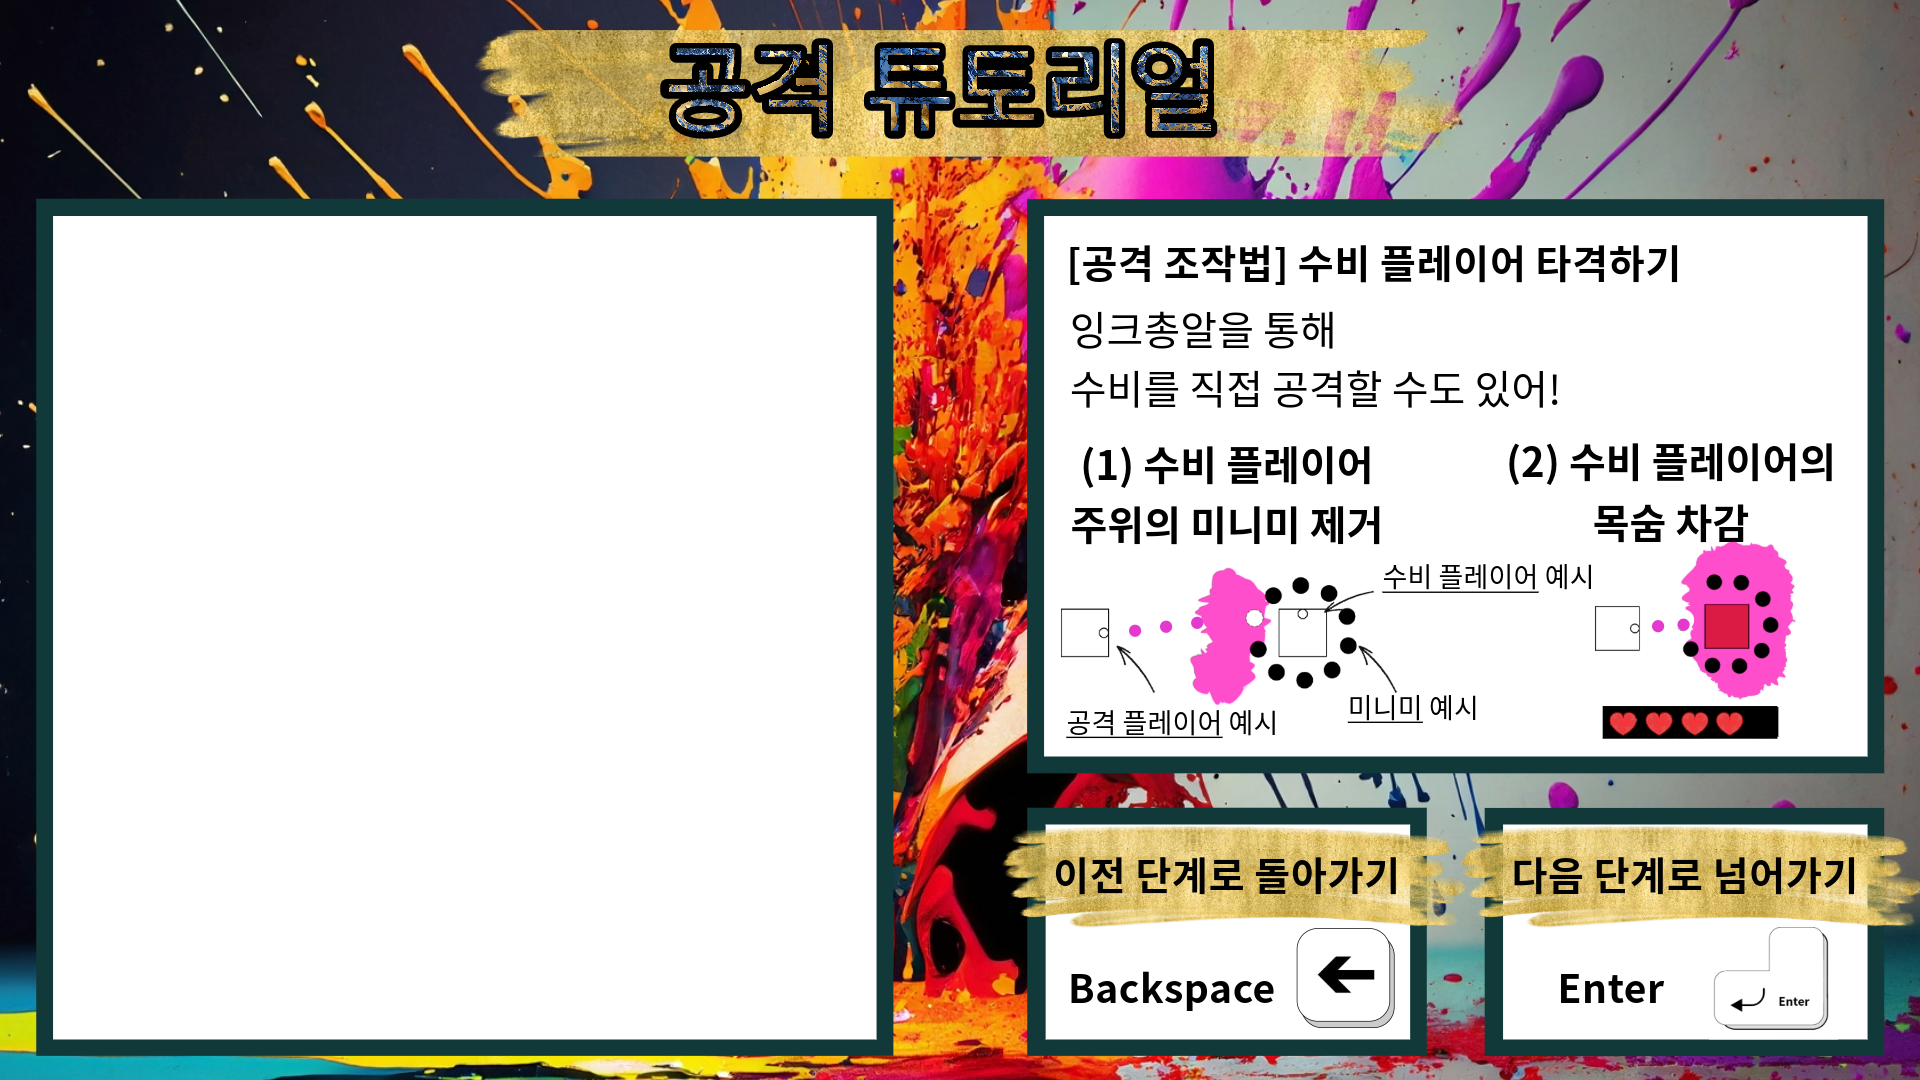 공격 튜토리얼
[공격 조작법] 수비 플레이어 타격하기
잉크총알을 통해
수비를 직접 공격할 수도 있어!
(1) 수비 플레이어
주위의 미니미 제거
(2) 수비 플레이어의
목숨 차감
수비 플레이어 예시
공격 플레이어 예시
미니미 예시
이전 단계로 돌아가기
Backspace
다음 단계로 넘어가기
Enter
Enter